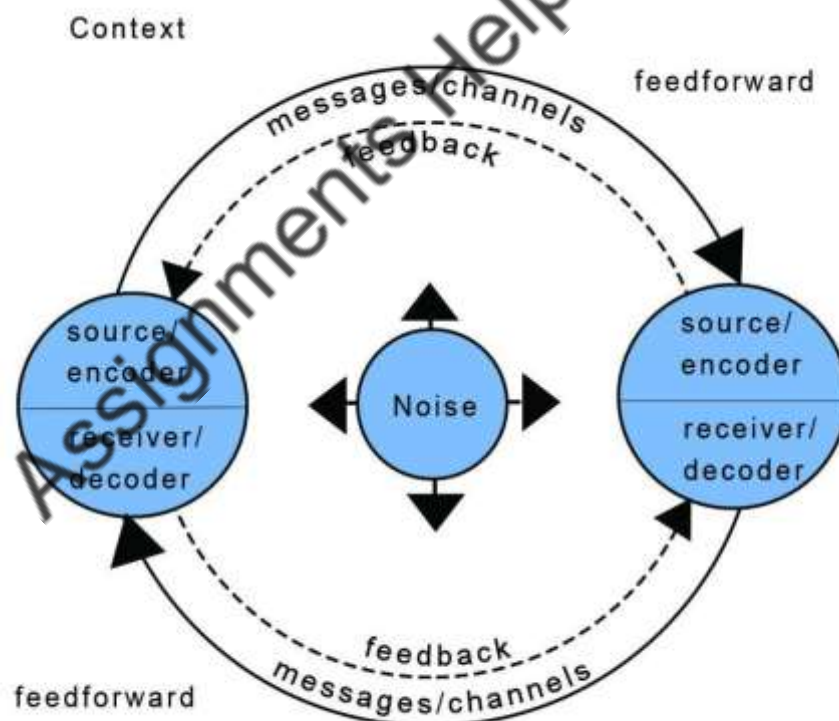 Context
feedforward
messages/channels
feedback
source/
encoder
receiver/
decoder
Noise
source/
encoder
receiver/
decoder
feedback
messages/channels
feedforward
Assignments Help